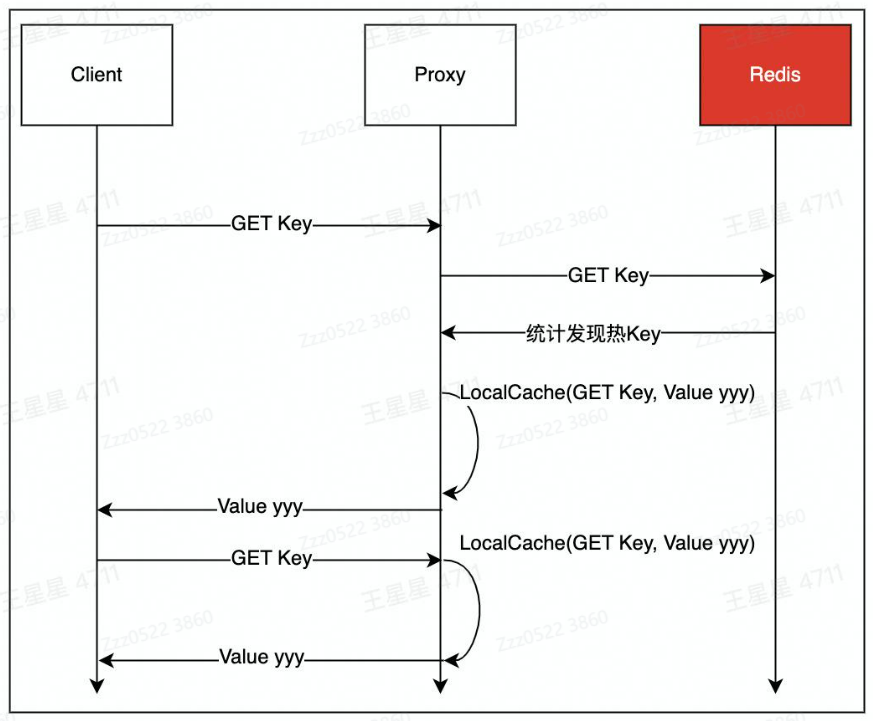 Client
Proxy
Redis
GET Key
GET Key
统计发现热Key
LocalCache(GET Key, Value yyy)
Value yyy
LocalCache(GET Key, Value yyy)
GET Key
Value yyy
王星星 4711
Zzz0522 3860